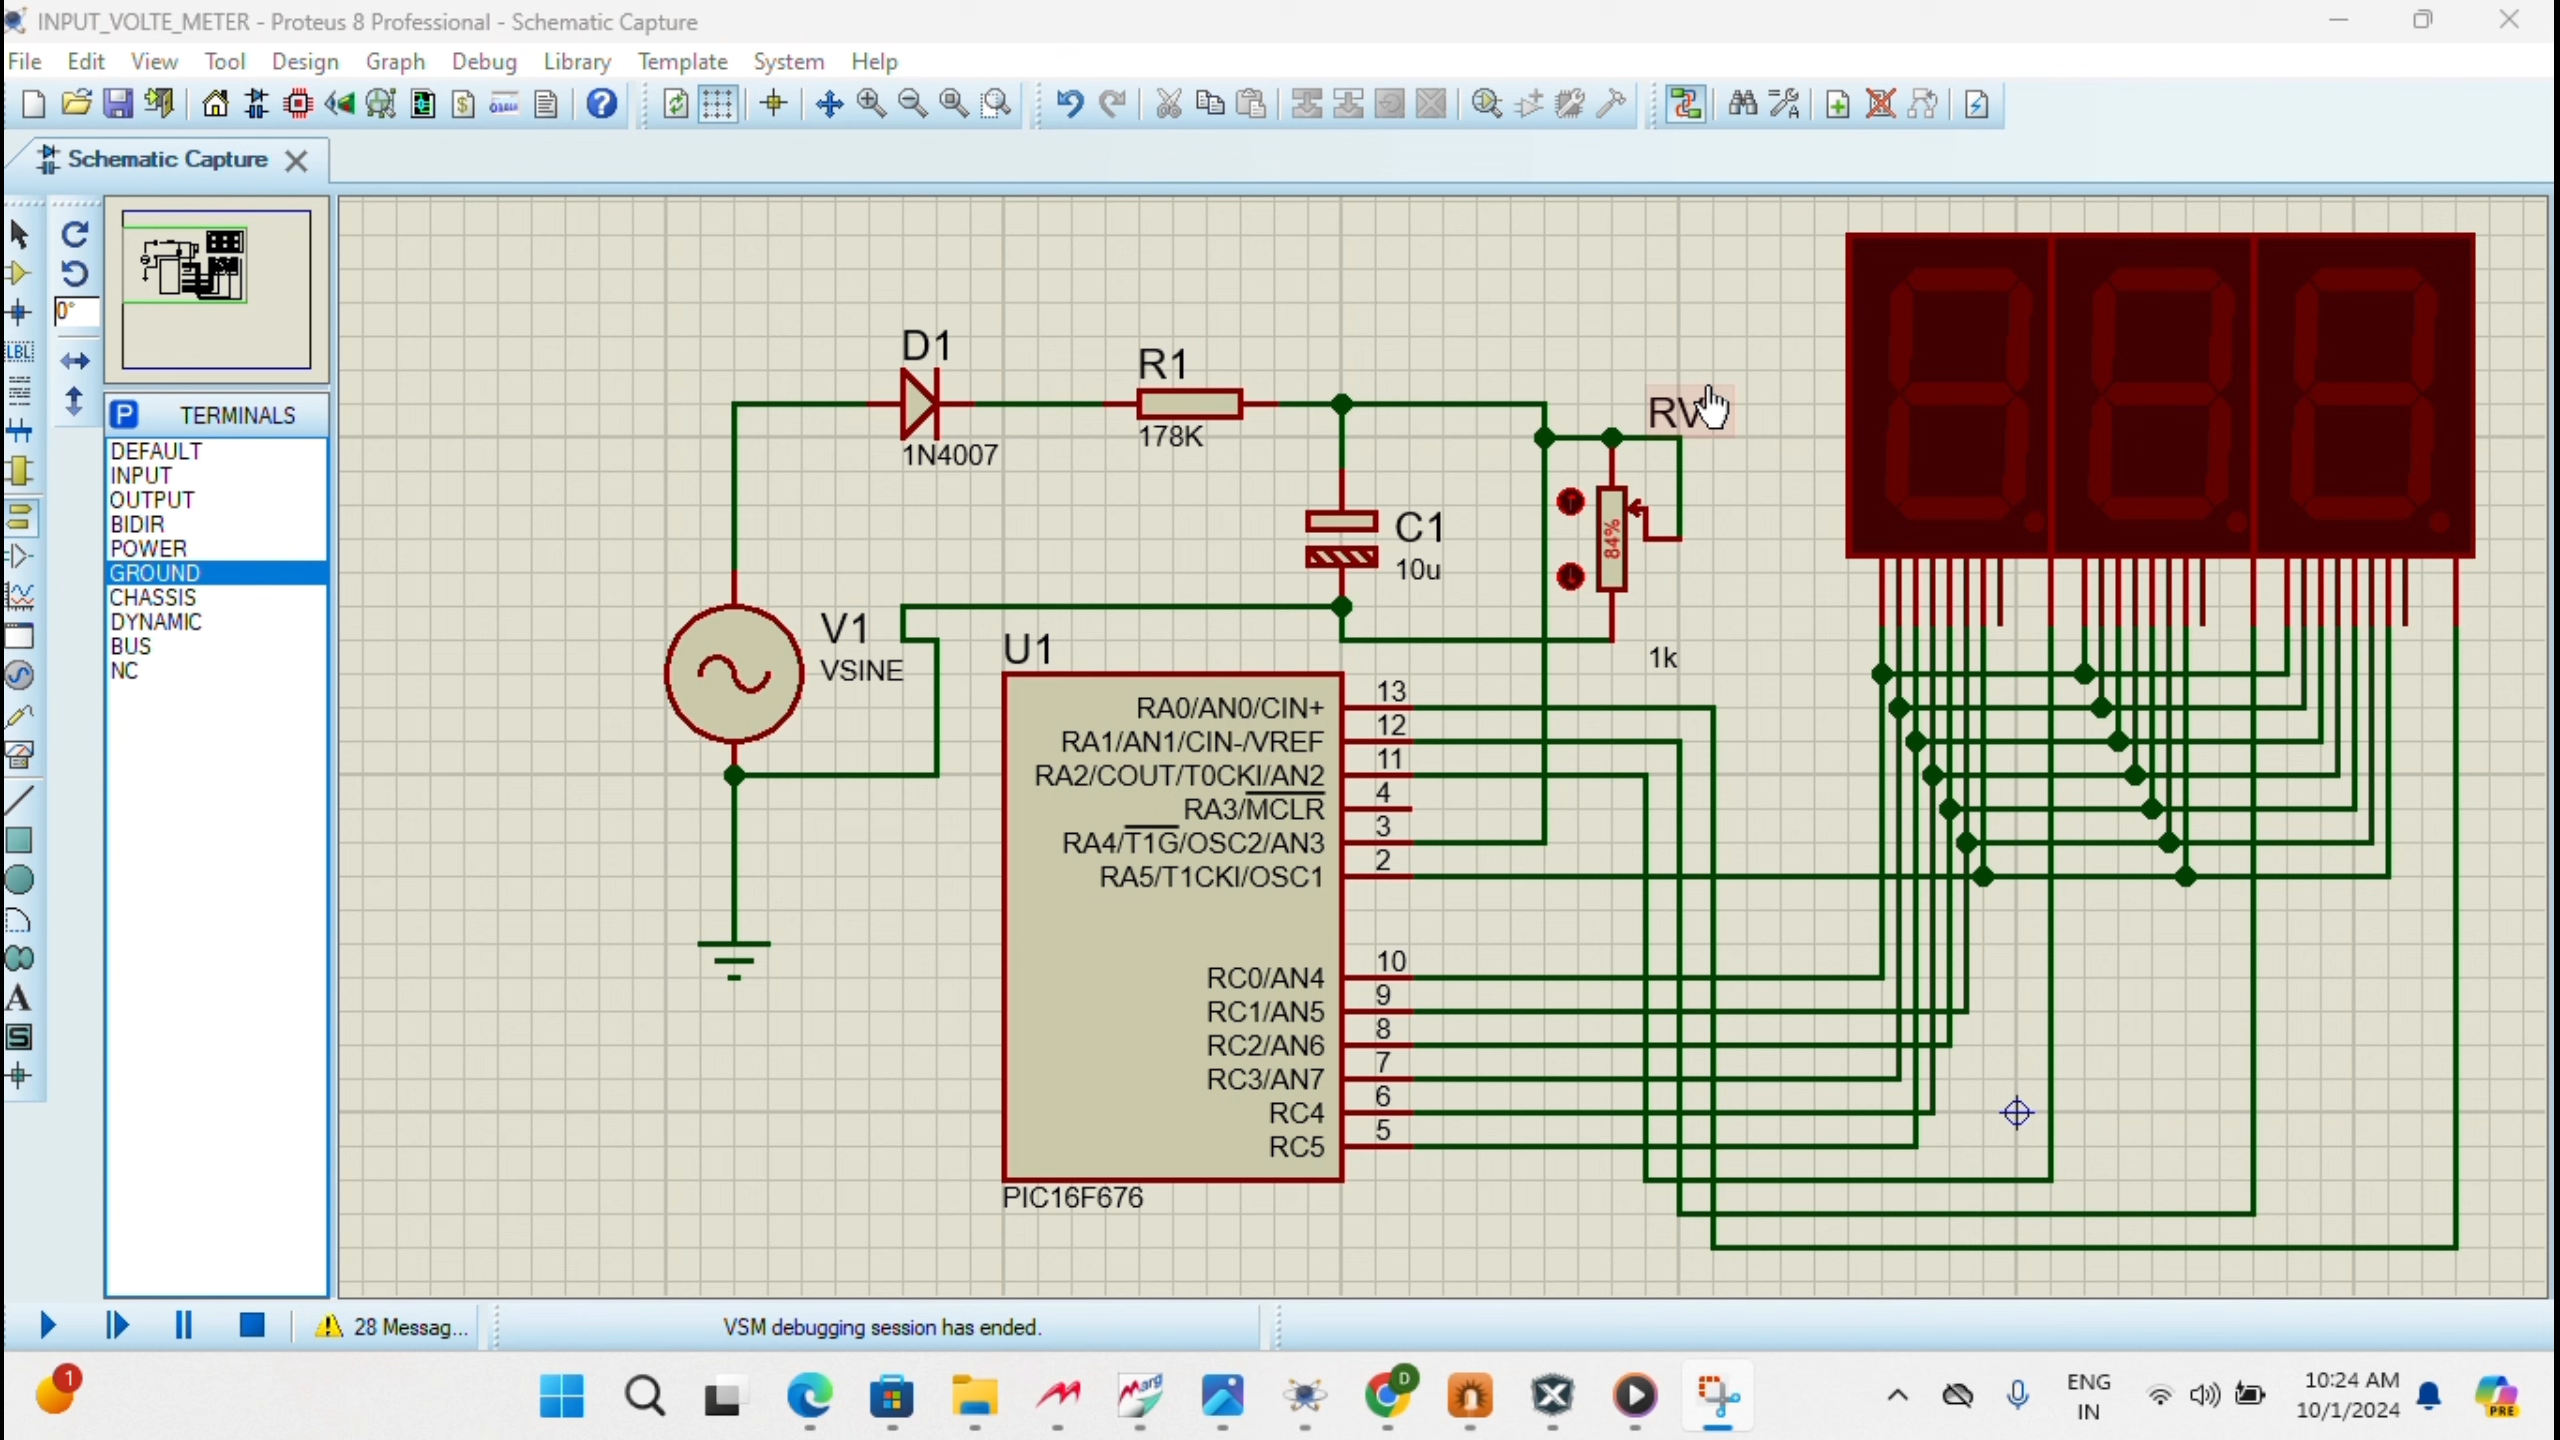 INPUT_VOLTE_METER - Proteus 8 Professional - Schematic Capture
File Edit View Tool Design Graph Debug Library Template System Help
Schematic Capture
0°
LBL
P TERMINALS
DEFAULT
INPUT
OUTPUT
BIDIR
POWER
GROUND
CHASSIS
DYNAMIC
BUS
NC
D1
1N4007
R1
178K
RV
C1
10u
84%
1k
V1
VSINE
U1
RA0/AN0/CIN+ 13
RA1/AN1/CIN-/VREF 12
RA2/COUT/T0CKI/AN2 11
RA3/MCLR 4
RA4/T1G/OSC2/AN3 3
RA5/T1CKI/OSC1 2
RC0/AN4 10
RC1/AN5 9
RC2/AN6 8
RC3/AN7 7
RC4 6
RC5 5
PIC16F676
A
S
28 Messag...
VSM debugging session has ended.
1
Marg
D
ENG
IN
10:24 AM
10/1/2024
PRE